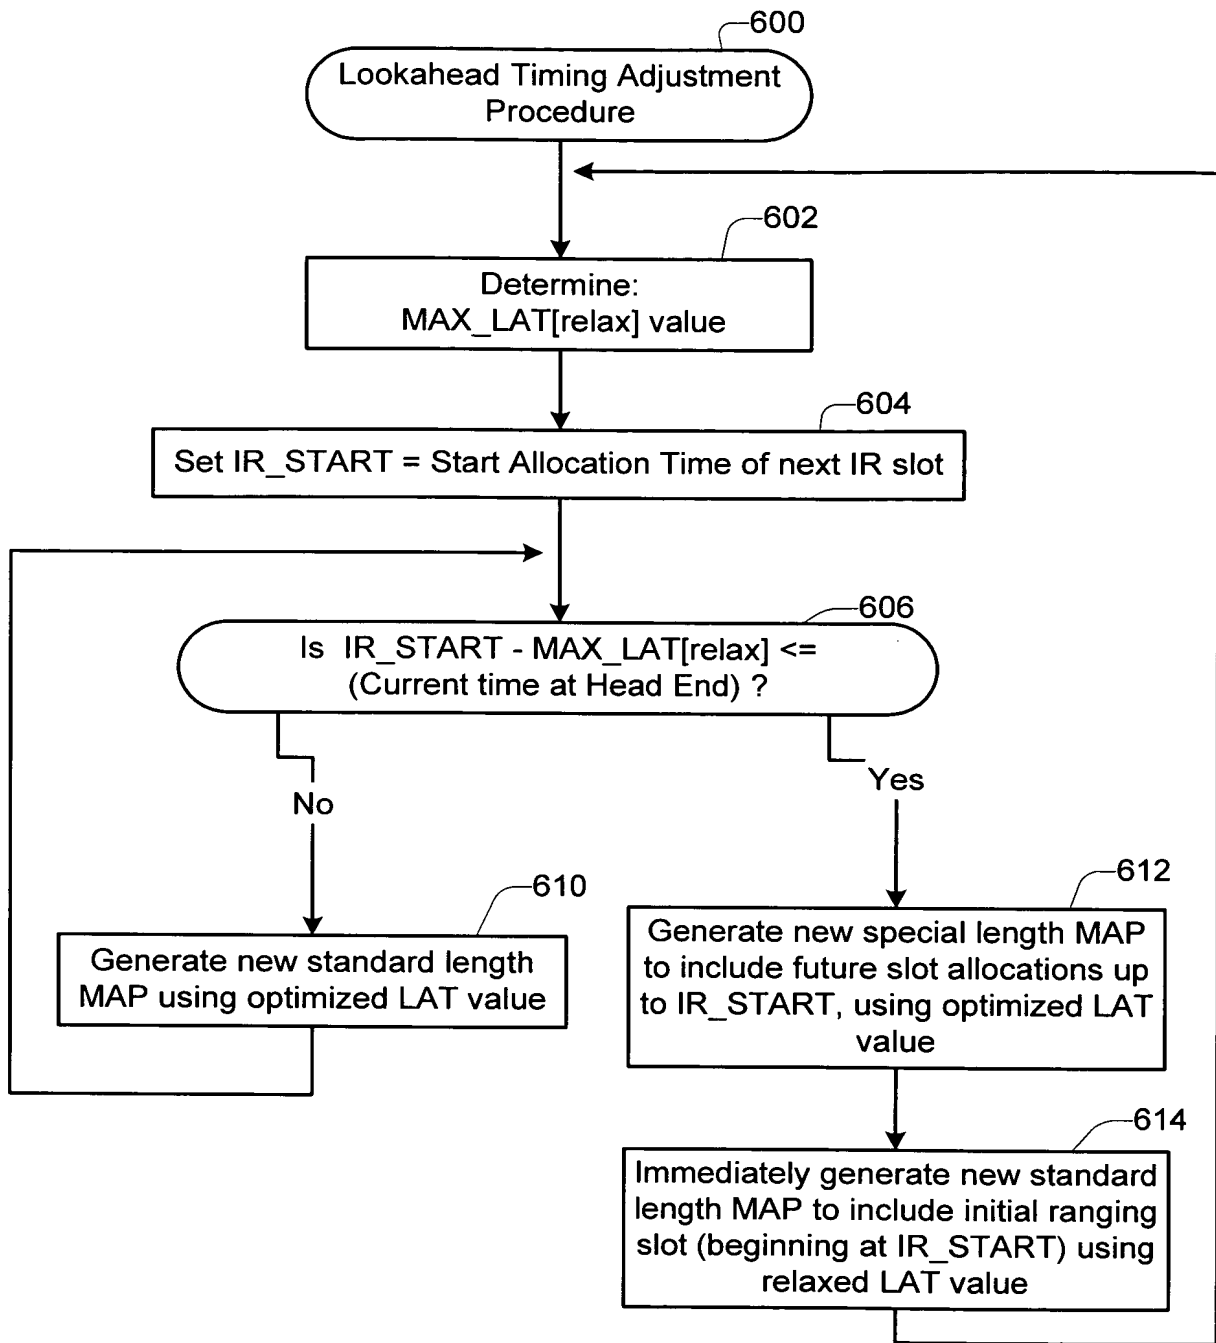 600
Lookahead Timing Adjustment
Procedure
602
Determine:
MAX_LAT[relax] value
604
Set IR_START = Start Allocation Time of next IR slot
606
Is IR_START - MAX_LAT[relax] <=
(Current time at Head End) ?
No
Yes
610
Generate new standard length
MAP using optimized LAT value
612
Generate new special length MAP
to include future slot allocations up
to IR_START, using optimized LAT
value
614
Immediately generate new standard
length MAP to include initial ranging
slot (beginning at IR_START) using
relaxed LAT value